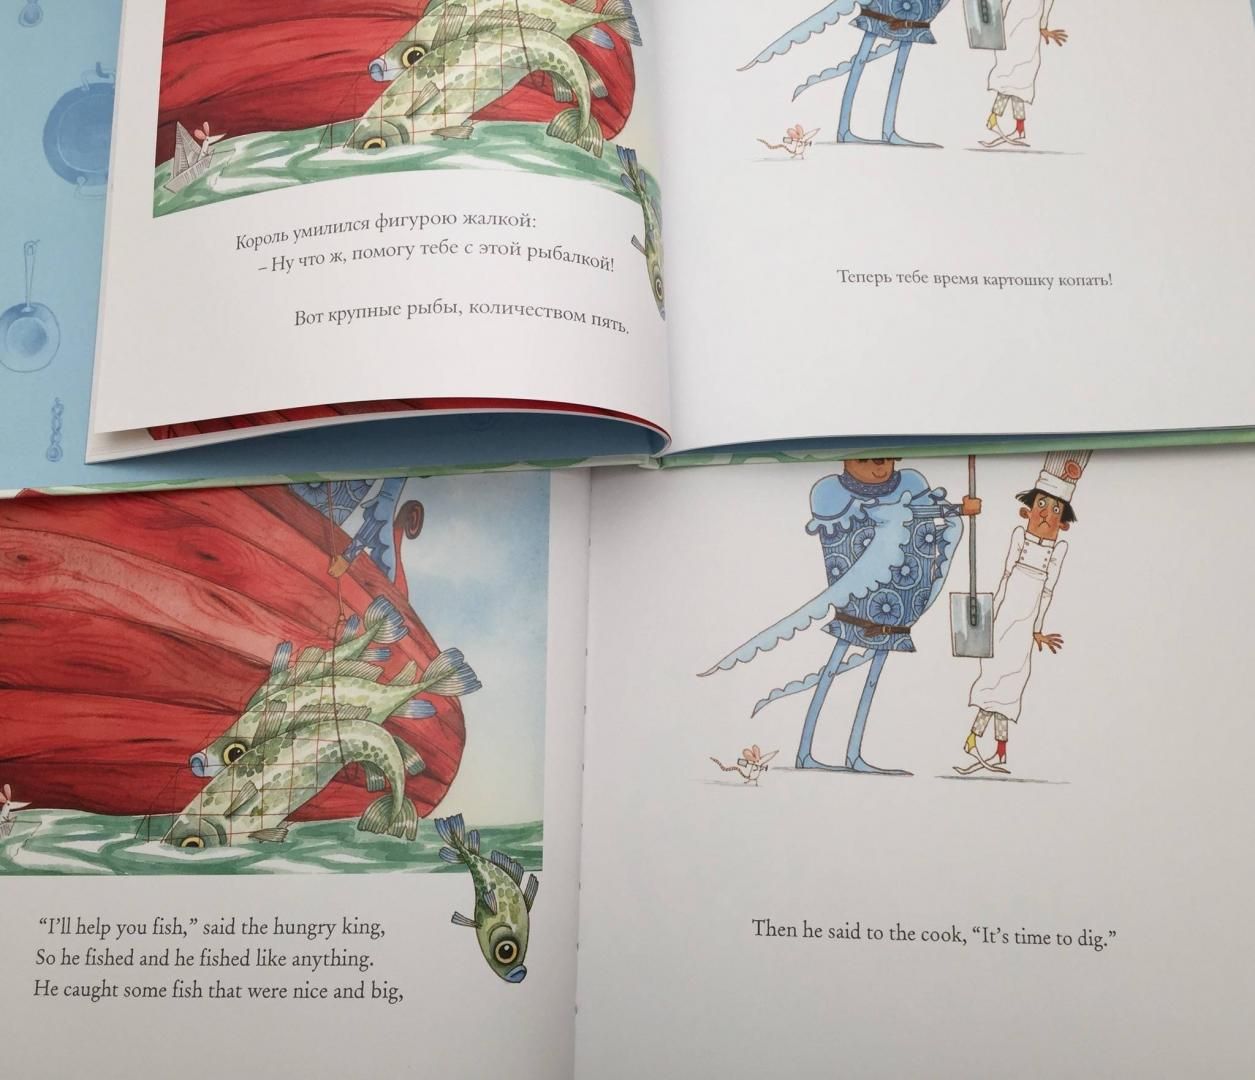 Король умилился фигурою жалкой:
– Ну что ж, помогу тебе с этой рыбалкой!
Вот крупные рыбы, количеством пять.
Теперь тебе время картошку копать!
“I’ll help you fish,” said the hungry king,
So he fished and he fished like anything.
He caught some fish that were nice and big,
Then he said to the cook, “It’s time to dig.”